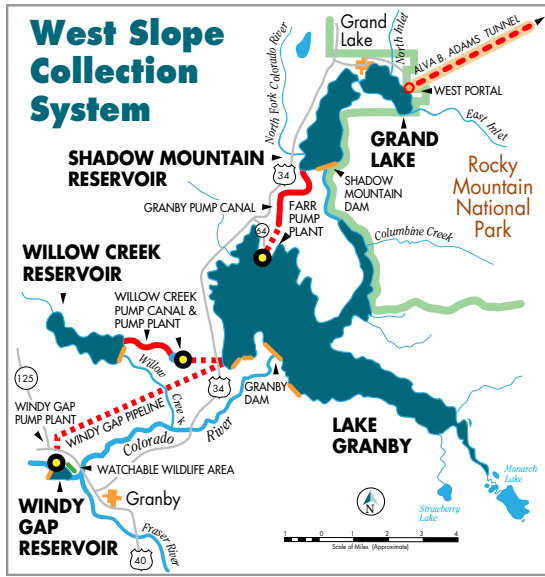 West Slope
Collection
System
Grand
Lake
North Inlet
ALVA B. ADAMS TUNNEL
WEST PORTAL
East Inlet
GRAND
LAKE
North Fork Colorado River
SHADOW MOUNTAIN
RESERVOIR
34
SHADOW
MOUNTAIN
DAM
Rocky
Mountain
National
Park
GRANBY PUMP CANAL
FARR
PUMP
PLANT
64
Columbine Creek
WILLOW CREEK
RESERVOIR
WILLOW CREEK
PUMP CANAL &
PUMP PLANT
Willow
Creek
125
34
GRANBY
DAM
WINDY GAP
PUMP PLANT
WINDY GAP PIPELINE
Colorado
River
LAKE
GRANBY
WATCHABLE WILDLIFE AREA
WINDY
GAP
RESERVOIR
Granby
Fraser River
40
Monarch
Lake
Strawberry
Lake
N
1 0 1 2 3 4
Scale of Miles (Approximate)